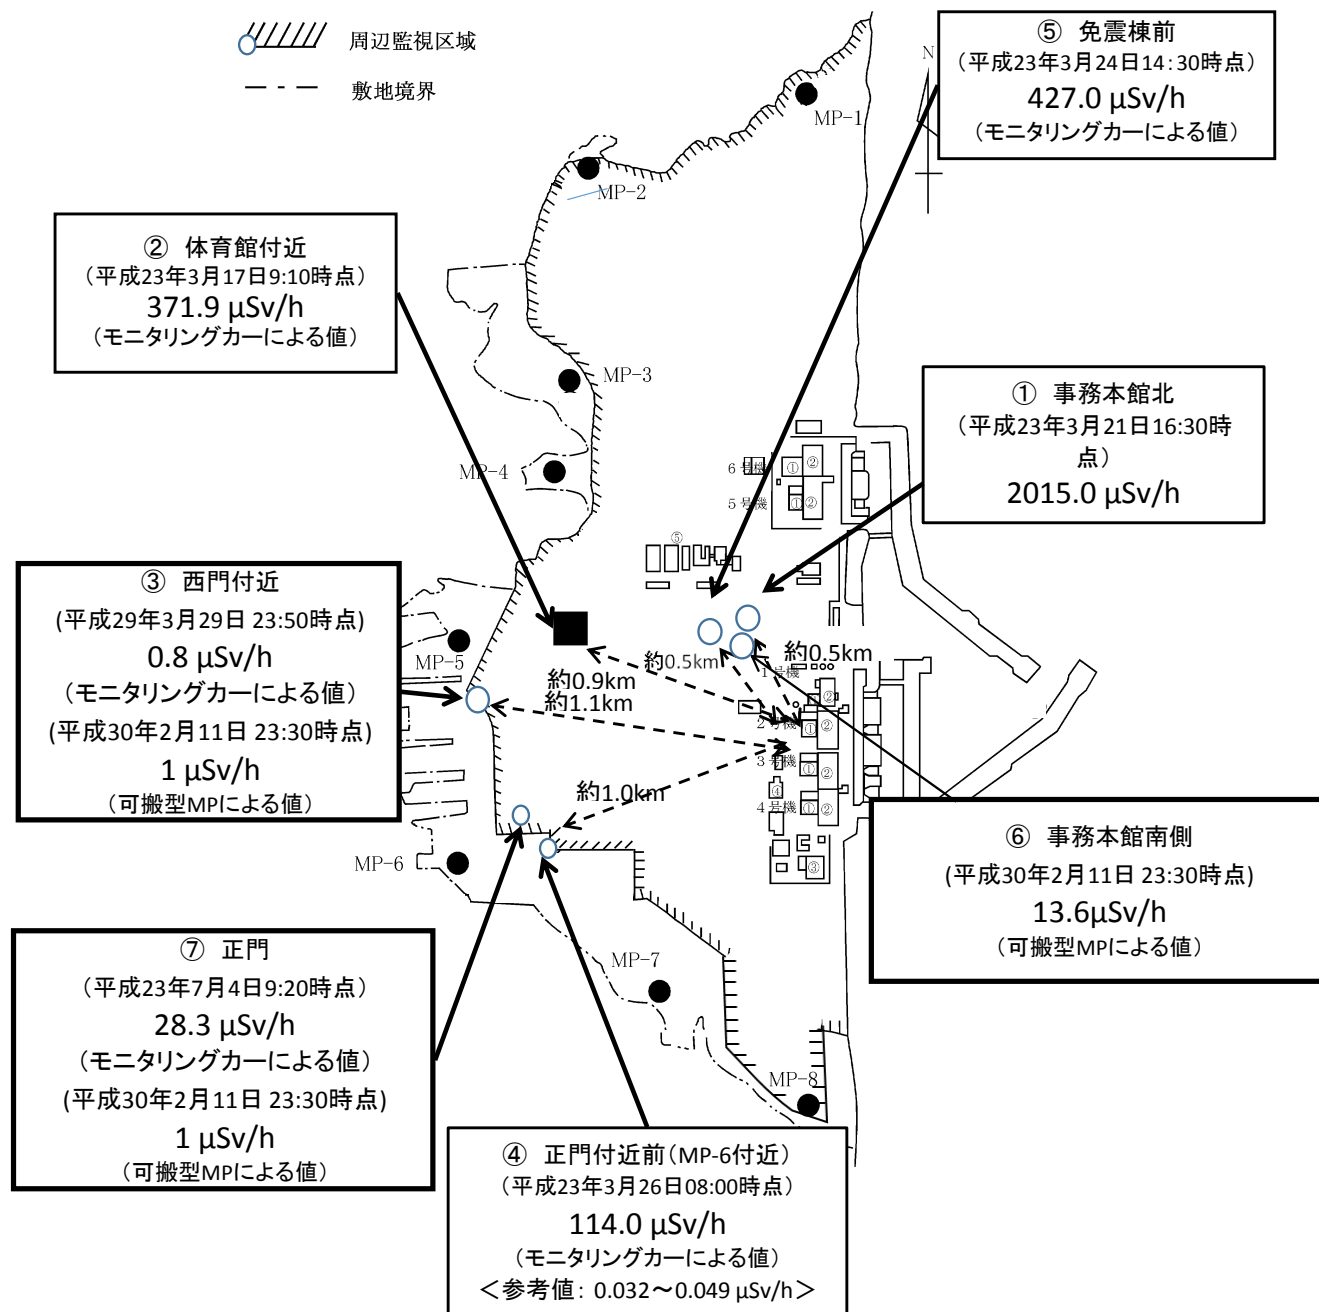 周辺監視区域
敷地境界
⑤ 免震棟前
(平成23年3月24日14:30時点)
427.0 μSv/h
(モニタリングカーによる値)
N
MP-1
MP-2
② 体育館付近
(平成23年3月17日9:10時点)
371.9 μSv/h
(モニタリングカーによる値)
MP-3
① 事務本館北
(平成23年3月21日16:30時
点)
2015.0 μSv/h
MP-4
6号機
①
②
5号機
①
②
⑤
③ 西門付近
(平成29年3月29日 23:50時点)
0.8 μSv/h
(モニタリングカーによる値)
(平成30年2月11日 23:30時点)
1 μSv/h
(可搬型MPによる値)
MP-5
約0.5km
約0.5km
約0.9km
約1.1km
1号機
②
2号機
①
②
3号機
①
②
約1.0km
④
4号機
①
②
③
MP-6
⑥ 事務本館南側
(平成30年2月11日 23:30時点)
13.6μSv/h
(可搬型MPによる値)
⑦ 正門
(平成23年7月4日9:20時点)
28.3 μSv/h
(モニタリングカーによる値)
(平成30年2月11日 23:30時点)
1 μSv/h
(可搬型MPによる値)
MP-7
MP-8
④ 正門付近前(MP-6付近)
(平成23年3月26日08:00時点)
114.0 μSv/h
(モニタリングカーによる値)
＜参考値: 0.032～0.049 μSv/h＞